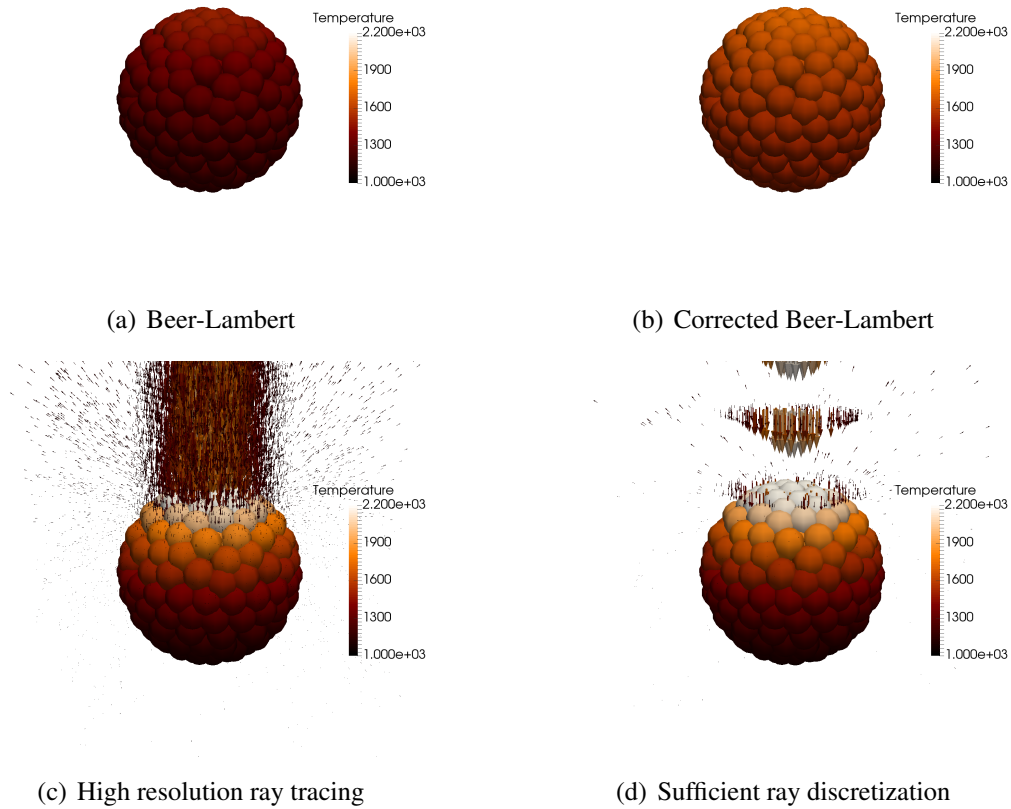 Temperature
2.200e+03
1900
1600
1300
1.000e+03
Temperature
2.200e+03
1900
1600
1300
1.000e+03
(a) Beer-Lambert
(b) Corrected Beer-Lambert
Temperature
2.200e+03
1900
1600
1300
1.000e+03
Temperature
2.200e+03
1900
1600
1300
1.000e+03
(c) High resolution ray tracing
(d) Sufficient ray discretization